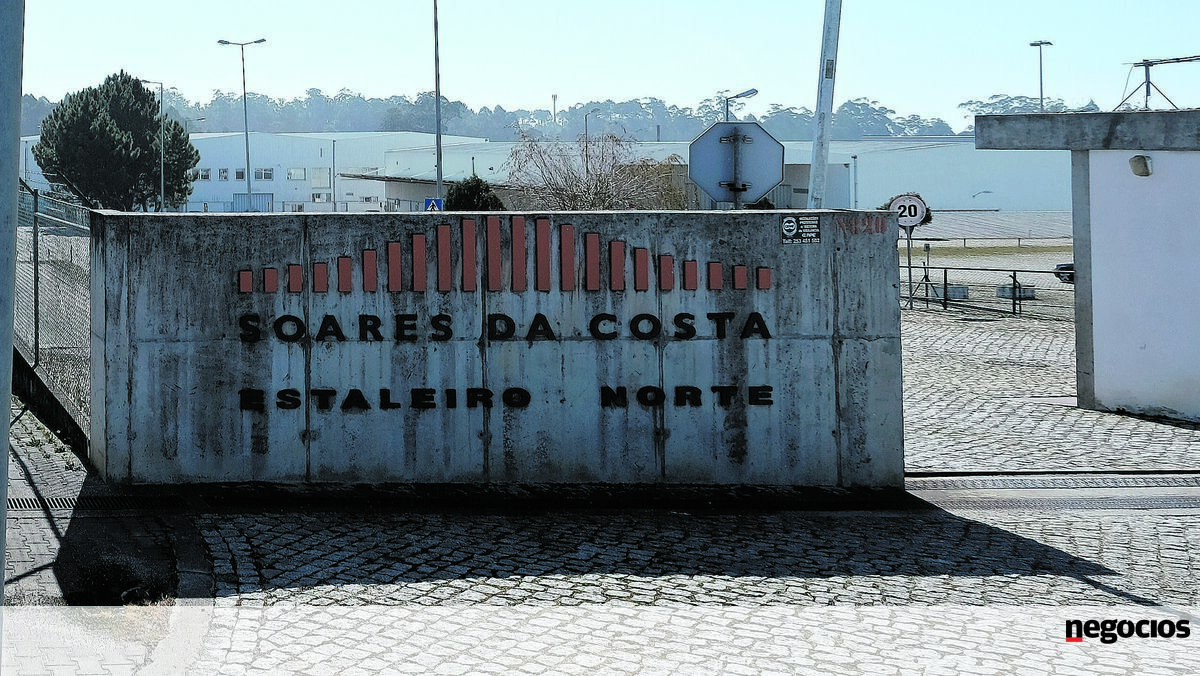 20
SOARES DA COSTA
ESTALEIRO NORTE
negocios